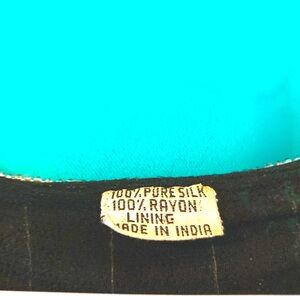 100% PURE SILK
100% RAYON
LINING
MADE IN INDIA